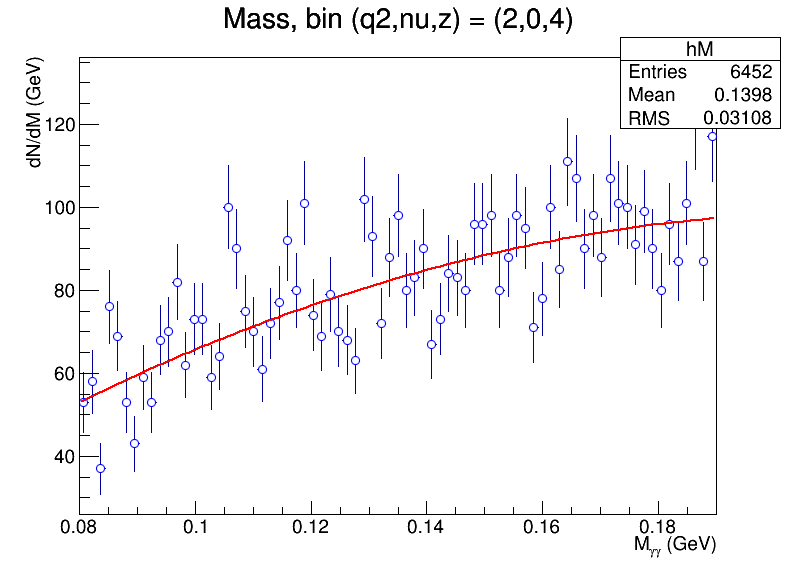 Mass, bin (q2,nu,z) = (2,0,4)
hM
Entries 6452
Mean 0.1398
RMS 0.03108
dN/dM (GeV)
120
100
80
60
40
0.08 0.1 0.12 0.14 0.16 0.18
Mγγ (GeV)